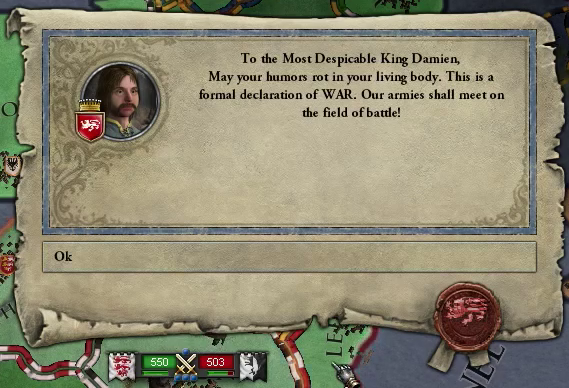 To the Most Despicable King Damien,
May your humors rot in your living body. This is a
formal declaration of WAR. Our armies shall meet on
the field of battle!
Ok
550
503